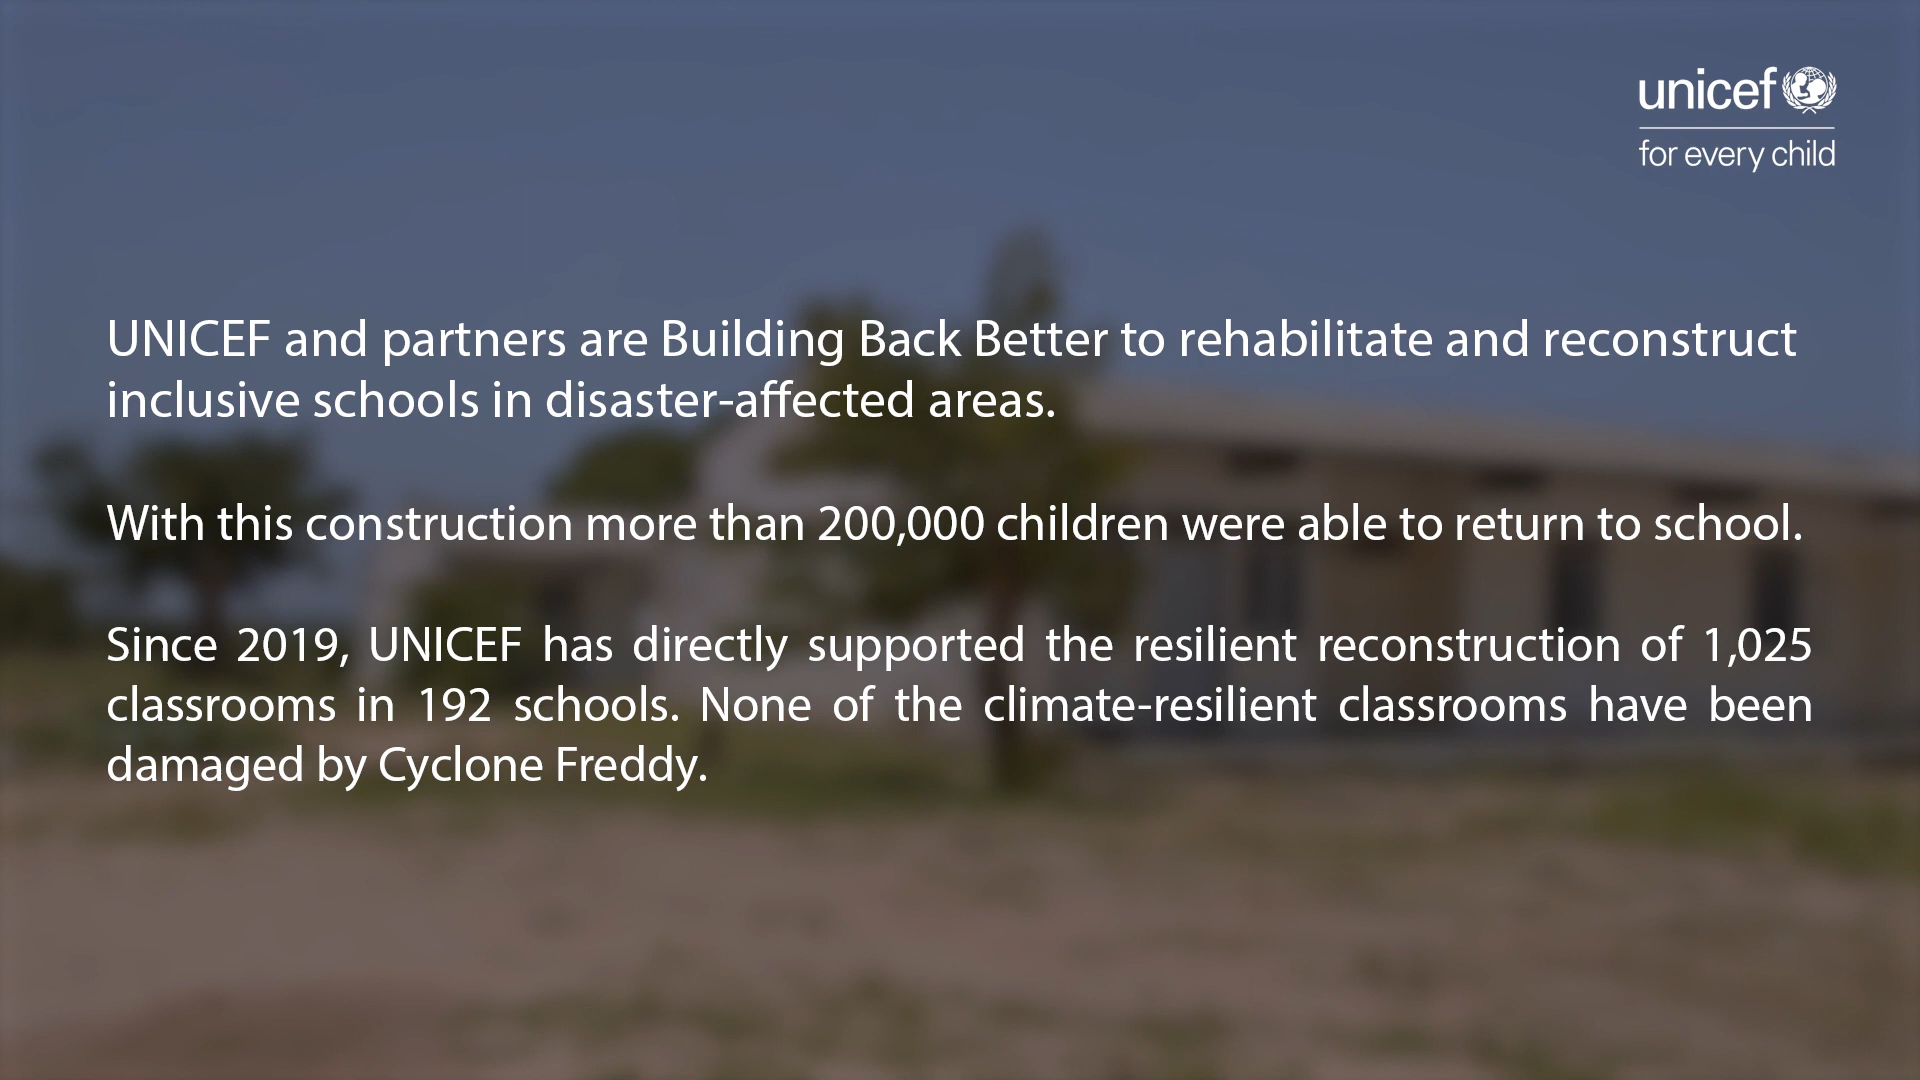 unicef
for every child
UNICEF and partners are Building Back Better to rehabilitate and reconstruct
inclusive schools in disaster-affected areas.
With this construction more than 200,000 children were able to return to school.
Since 2019, UNICEF has directly supported the resilient reconstruction of 1,025
classrooms in 192 schools. None of the climate-resilient classrooms have been
damaged by Cyclone Freddy.